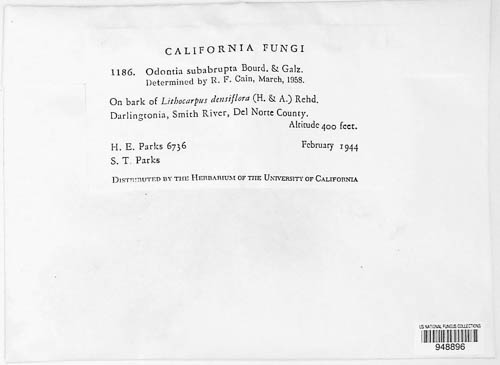 CALIFORNIA FUNGI
1186. Odontia subabrupta Bourd. & Galz.
Determined by R. F. Cain, March, 1958.
On bark of Lithocarpus densiflora (H. & A.) Rehd.
Darlingtonia, Smith River, Del Norte County.
Altitude 400 feet.
H. E. Parks 6736 February 1944
S. T. Parks
DISTRIBUTED BY THE HERBARIUM OF THE UNIVERSITY OF CALIFORNIA
US NATIONAL FUNGUS COLLECTIONS
948896